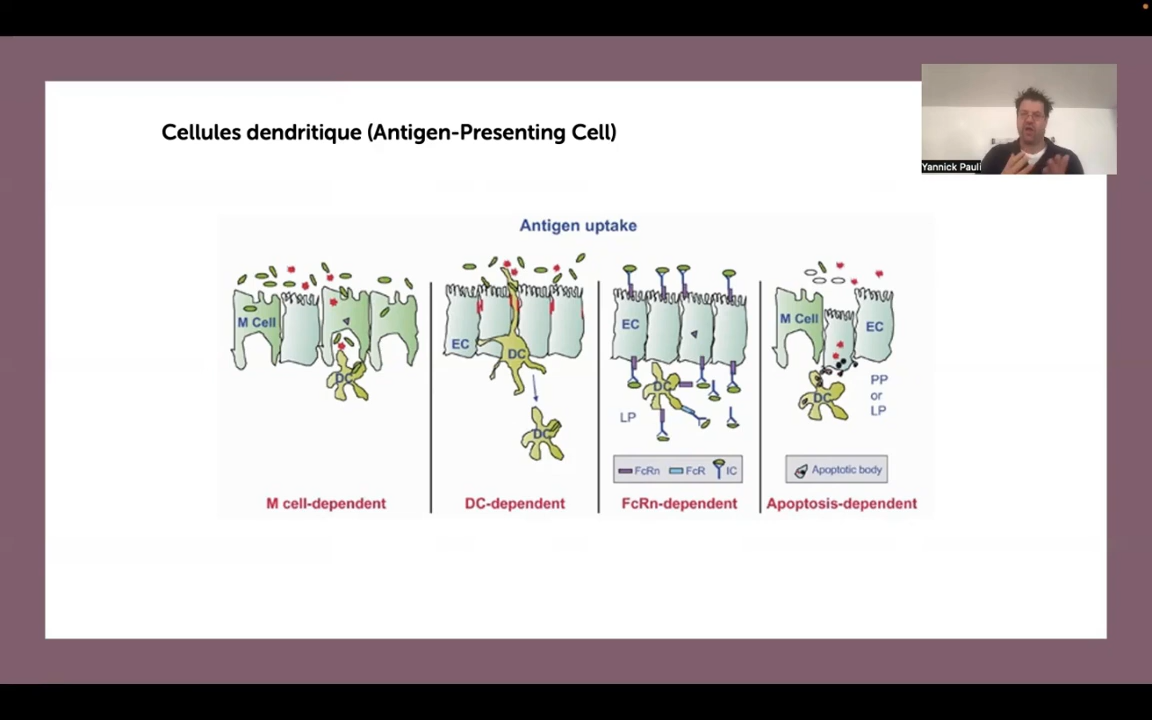 Cellules dendritique (Antigen-Presenting Cell)
Yannick Pauli
Antigen uptake
M Cell
DC
M cell-dependent
EC
DC
DC
DC-dependent
EC
DC
LP
FcRn FcR IC
FcRn-dependent
M Cell
EC
DC
PP
or
LP
Apoptotic body
Apoptosis-dependent